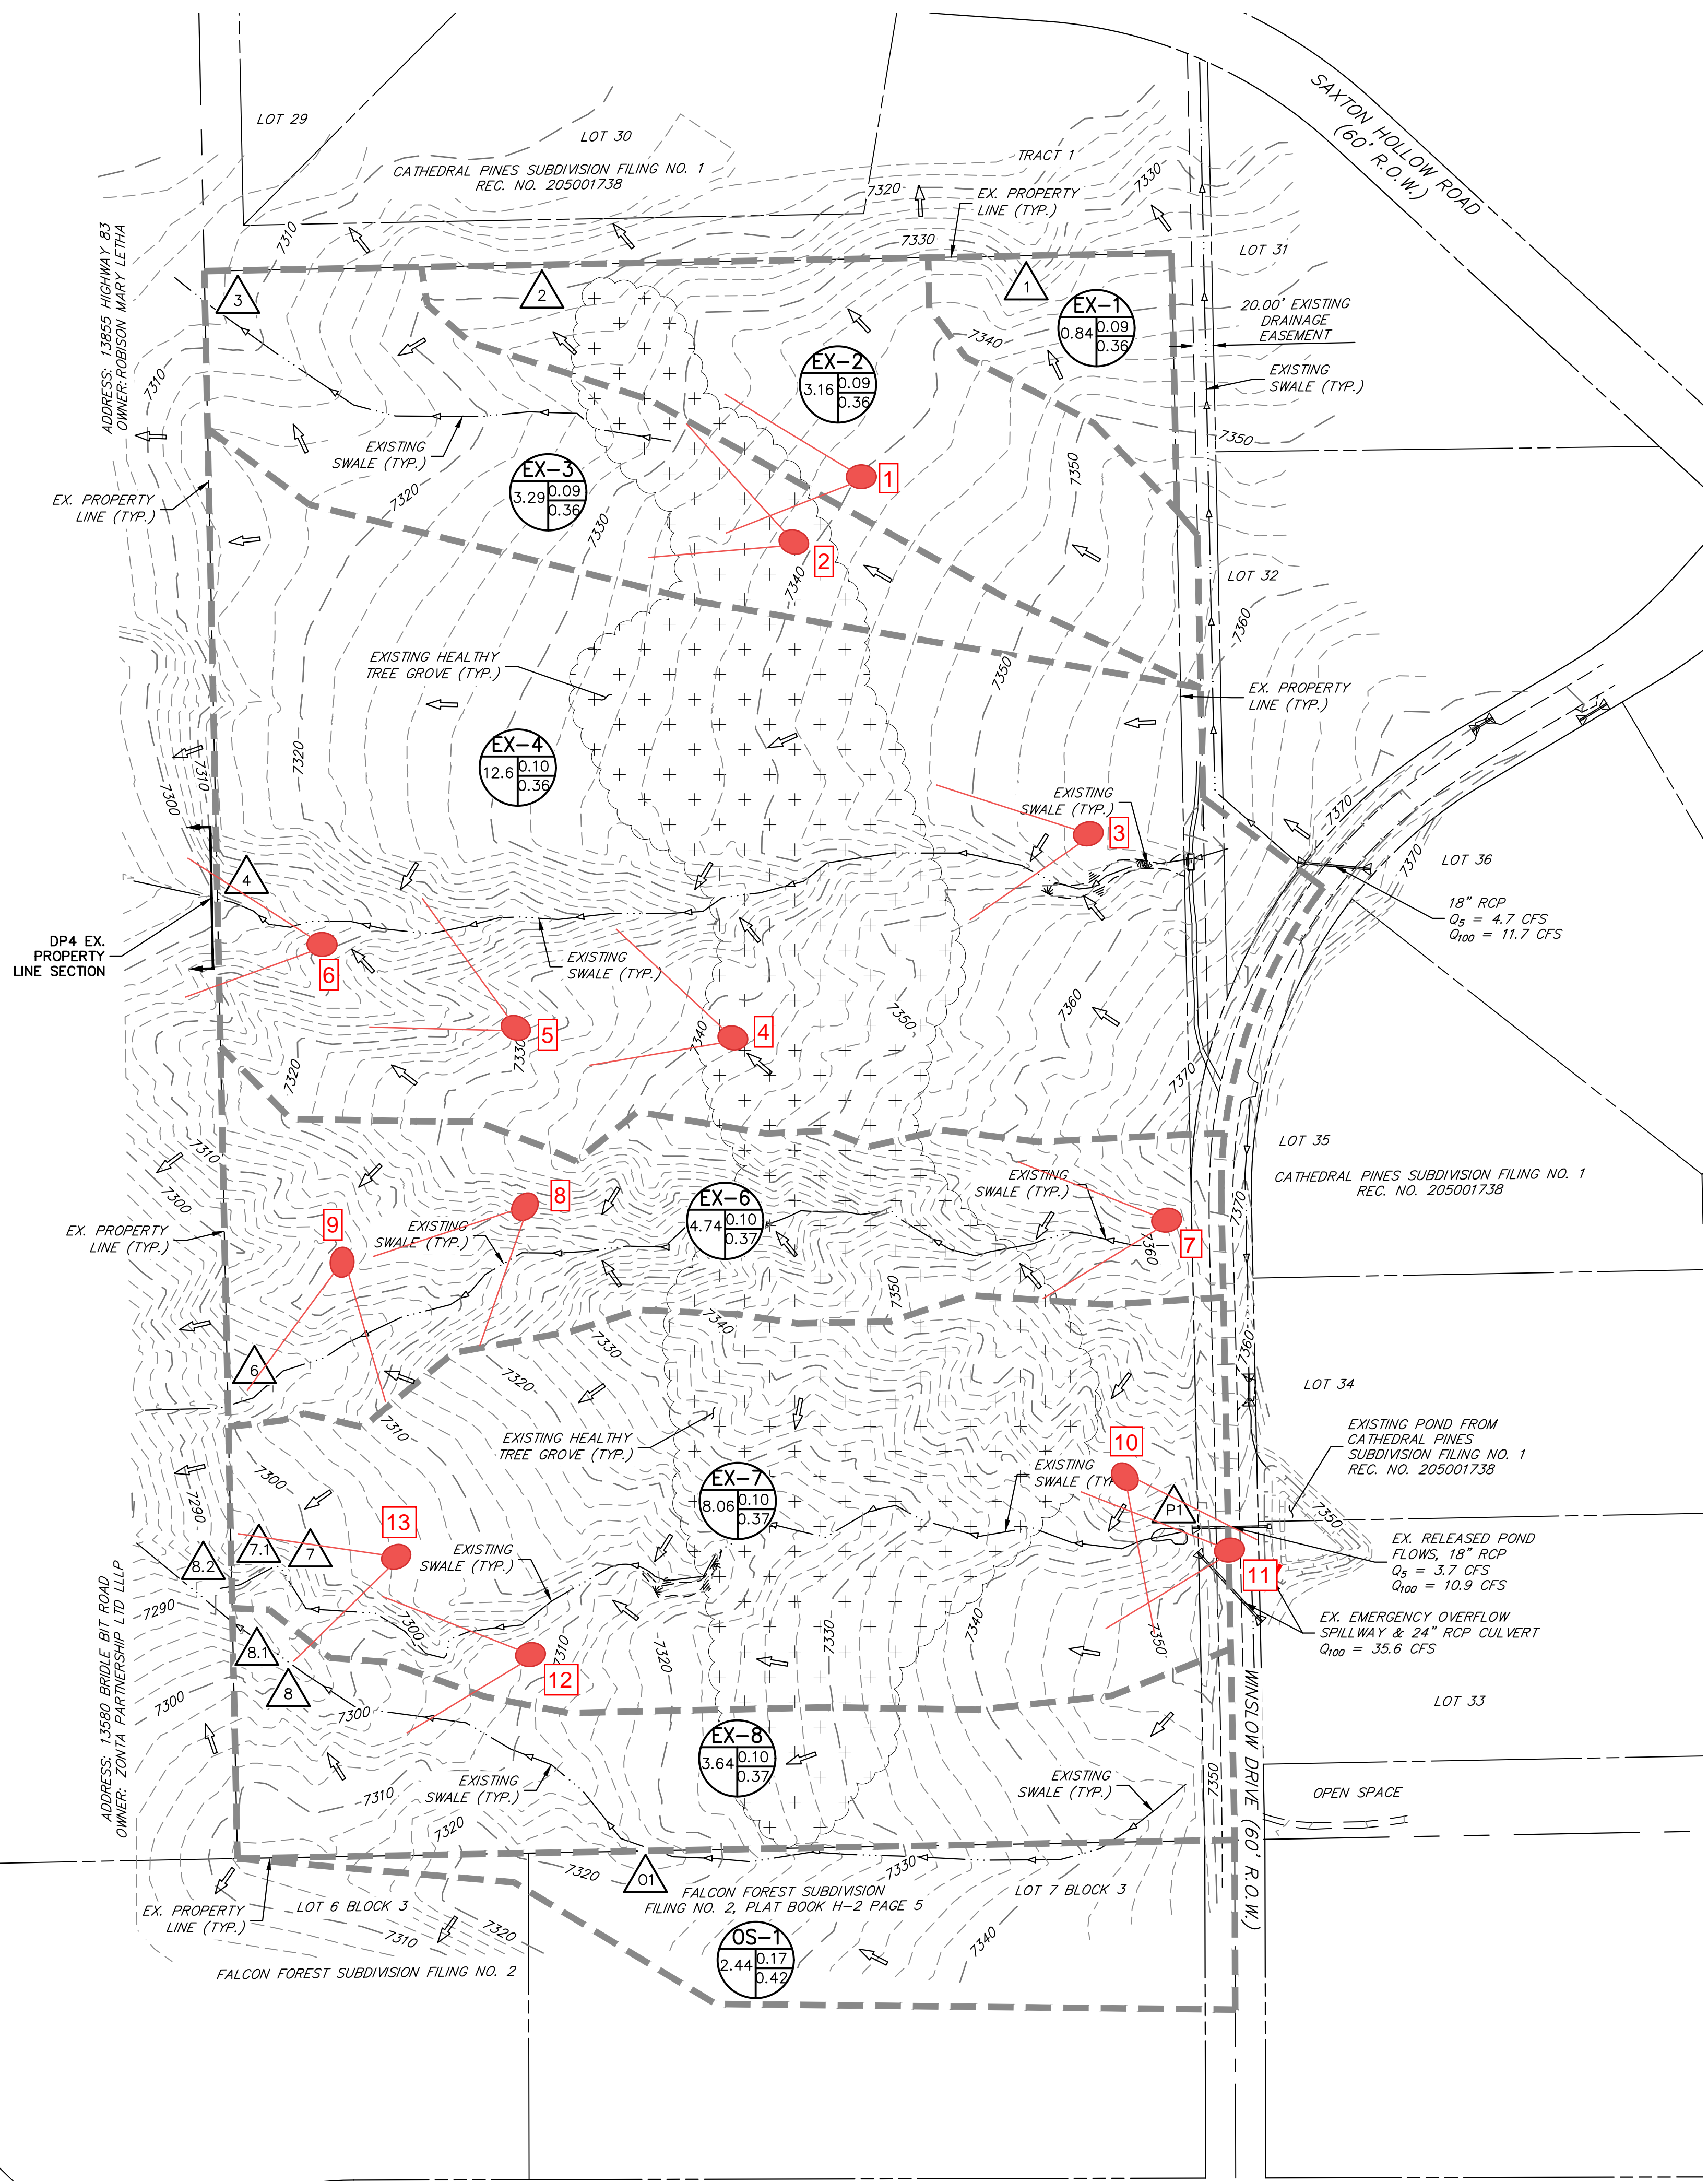 SAXTON HOLLOW ROAD
(60' R.O.W.)
LOT 29
LOT 30
CATHEDRAL PINES SUBDIVISION FILING NO. 1
REC. NO. 205001738
TRACT 1
7330
7320
EX. PROPERTY
LINE (TYP.)
7310
7330
LOT 31
ADDRESS: 13855 HIGHWAY 83
OWNER: ROBISON MARY LETHA
3
2
1
EX-1
0.84
0.09
0.36
20.00' EXISTING
DRAINAGE
EASEMENT
7340
EX-2
3.16
0.09
0.36
7310
EXISTING
SWALE (TYP.)
EXISTING
SWALE (TYP.)
7350
7350
EX-3
3.29
0.09
0.36
1
EX. PROPERTY
LINE (TYP.)
7320
7330
2
7340
LOT 32
7360
EXISTING HEALTHY
TREE GROVE (TYP.)
7350
EX. PROPERTY
LINE (TYP.)
7320
EX-4
12.6
0.10
0.36
7310
7300
EXISTING
SWALE (TYP.)
3
7370
7370
LOT 36
4
18" RCP
Q5 = 4.7 CFS
Q100 = 11.7 CFS
DP4 EX.
PROPERTY
LINE SECTION
6
EXISTING
SWALE (TYP.)
5
4
7340
7350
7360
7330
7320
7370
7310
LOT 35
CATHEDRAL PINES SUBDIVISION FILING NO. 1
REC. NO. 205001738
7300
EXISTING
SWALE (TYP.)
7370
8
EX-6
4.74
0.10
0.37
EX. PROPERTY
LINE (TYP.)
9
EXISTING
SWALE (TYP.)
7360
7
7350
7340
7330
7360
6
7320
LOT 34
7310
EXISTING HEALTHY
TREE GROVE (TYP.)
10
EXISTING POND FROM
CATHEDRAL PINES
SUBDIVISION FILING NO. 1
REC. NO. 205001738
7300
7290
EX-7
8.06
0.10
0.37
EXISTING
SWALE (TYP
P1
7350
13
8.2
7.1
7
EXISTING
SWALE (TYP.)
EX. RELEASED POND
FLOWS, 18" RCP
Q5 = 3.7 CFS
Q100 = 10.9 CFS
11
ADDRESS: 13580 BRIDLE BIT ROAD
OWNER: ZONTA PARTNERSHIP LTD LLLP
7290
7300
EX. EMERGENCY OVERFLOW
SPILLWAY & 24" RCP CULVERT
Q100 = 35.6 CFS
8.1
7310
7320
7330
7340
7350
8
12
7300
7300
LOT 33
WINSLOW DRIVE (60' R.O.W.)
EX-8
3.64
0.10
0.37
EXISTING
SWALE (TYP.)
EXISTING
SWALE (TYP.)
7350
7310
OPEN SPACE
7320
7320
7330
O1
FALCON FOREST SUBDIVISION
FILING NO. 2, PLAT BOOK H-2 PAGE 5
LOT 7 BLOCK 3
EX. PROPERTY
LINE (TYP.)
LOT 6 BLOCK 3
7320
7310
OS-1
2.44
0.17
0.42
7340
FALCON FOREST SUBDIVISION FILING NO. 2